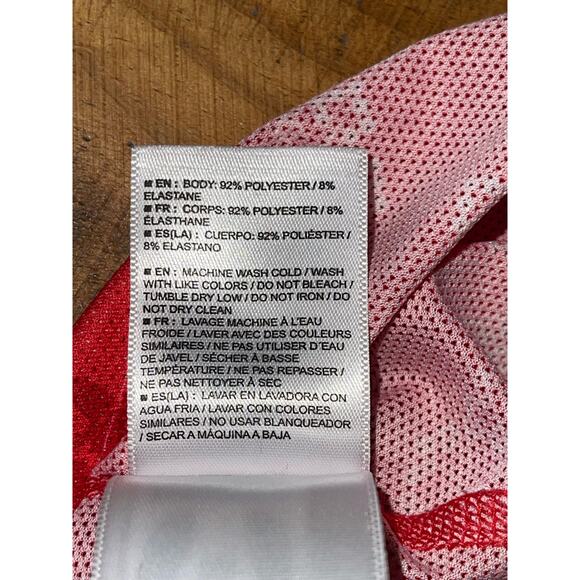 EN : BODY: 92% POLYESTER / 8%
ELASTANE
FR : CORPS: 92% POLYESTER / 8%
ÉLASTHANE
ES(LA) : CUERPO: 92% POLIÉSTER /
8% ELASTANO
EN : MACHINE WASH COLD / WASH
WITH LIKE COLORS / DO NOT BLEACH /
TUMBLE DRY LOW / DO NOT IRON / DO
NOT DRY CLEAN
FR : LAVAGE MACHINE À L'EAU
FROIDE / LAVER AVEC DES COULEURS
SIMILAIRES / NE PAS UTILISER D'EAU
DE JAVEL / SÉCHER À BASSE
TEMPÉRATURE / NE PAS REPASSER /
NE PAS NETTOYER À SEC
ES(LA) : LAVAR EN LAVADORA CON
AGUA FRIA / LAVAR CON COLORES
SIMILARES / NO USAR BLANQUEADOR
/ SECAR A MÁQUINA A BAJA